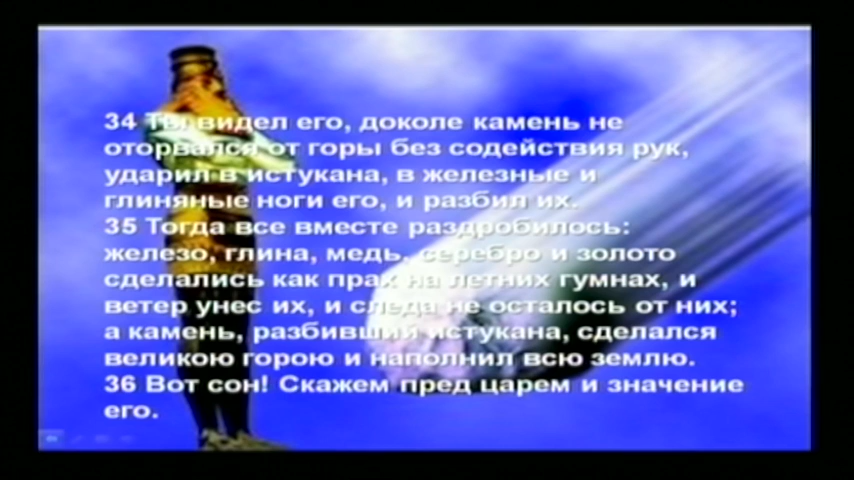 34 Ты видел его, доколе камень не
оторвался от горы без содействия рук,
ударил в истукана, в железные и
глиняные ноги его, и разбил их.
35 Тогда все вместе раздробилось:
железо, глина, медь, серебро и золото
сделались как прах на летних гумнах, и
ветер унес их, и следа не осталось от них;
а камень, разбивший истукана, сделался
великою горою и наполнил всю землю.
36 Вот сон! Скажем пред царем и значение
его.